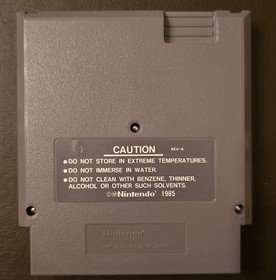 CAUTION REV-A
● DO NOT STORE IN EXTREME TEMPERATURES.
● DO NOT IMMERSE IN WATER.
● DO NOT CLEAN WITH BENZENE, THINNER,
ALCOHOL OR OTHER SUCH SOLVENTS.
©Nintendo® 1985
Nintendo